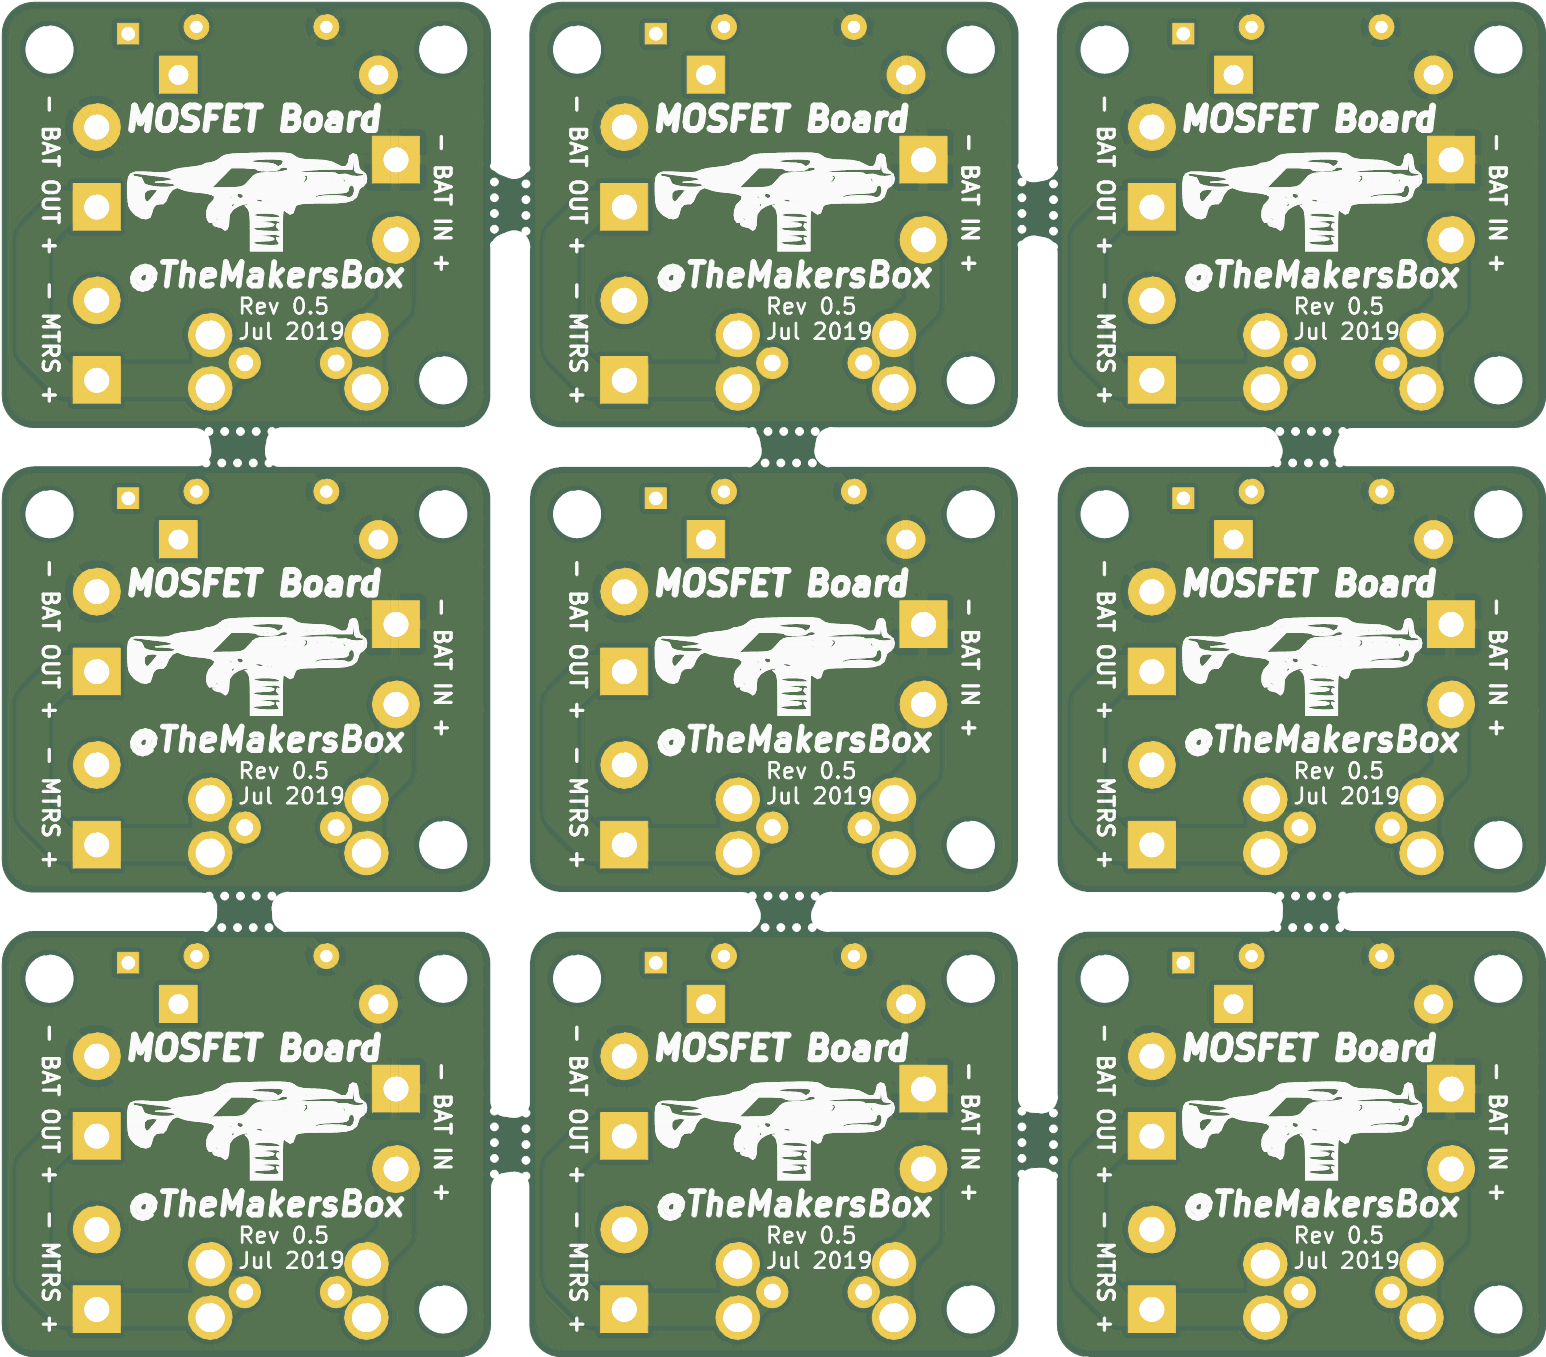 MOSFET Board
- BAT OUT +
- BAT IN +
@TheMakersBox
Rev 0.5
Jul 2019
- MTRS +
MOSFET Board
- BAT OUT +
- BAT IN +
@TheMakersBox
Rev 0.5
Jul 2019
- MTRS +
MOSFET Board
- BAT OUT +
- BAT IN +
@TheMakersBox
Rev 0.5
Jul 2019
- MTRS +
MOSFET Board
- BAT OUT +
- BAT IN +
@TheMakersBox
Rev 0.5
Jul 2019
- MTRS +
MOSFET Board
- BAT OUT +
- BAT IN +
@TheMakersBox
Rev 0.5
Jul 2019
- MTRS +
MOSFET Board
- BAT OUT +
- BAT IN +
@TheMakersBox
Rev 0.5
Jul 2019
- MTRS +
MOSFET Board
- BAT OUT +
- BAT IN +
@TheMakersBox
Rev 0.5
Jul 2019
- MTRS +
MOSFET Board
- BAT OUT +
- BAT IN +
@TheMakersBox
Rev 0.5
Jul 2019
- MTRS +
MOSFET Board
- BAT OUT +
- BAT IN +
@TheMakersBox
Rev 0.5
Jul 2019
- MTRS +